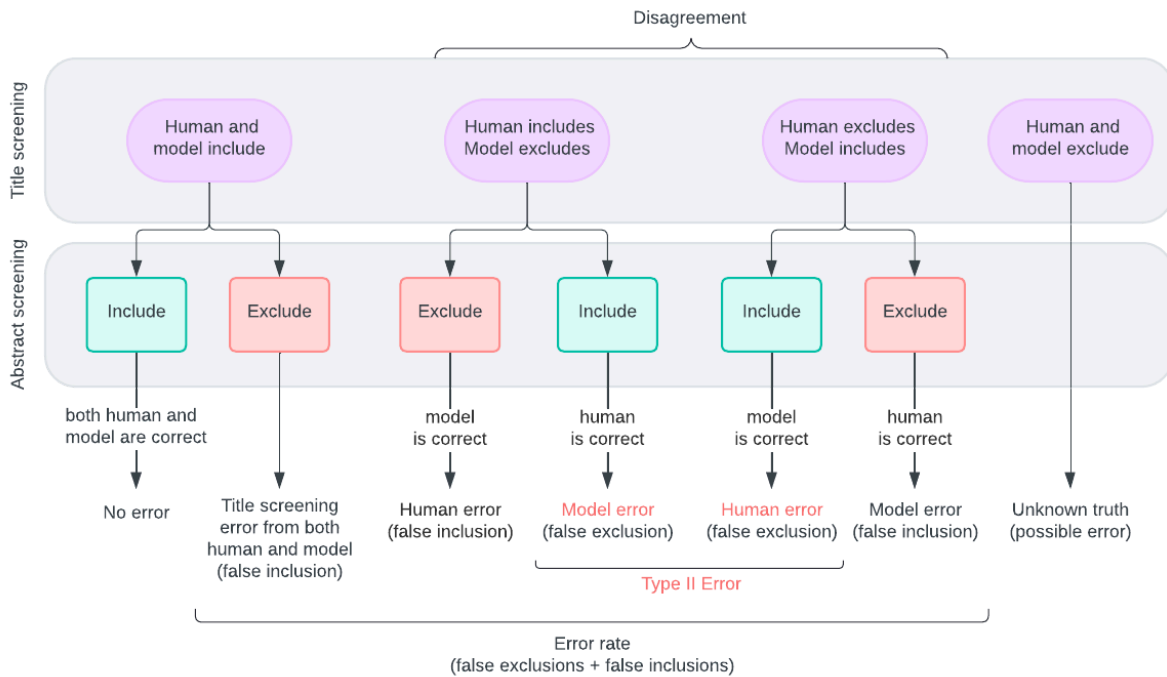 Disagreement
Title screening
Human and
model include
Human includes
Model excludes
Human excludes
Model includes
Human and
model exclude
Abstract screening
Include
Exclude
Exclude
Include
Include
Exclude
both human and
model are correct
model
is correct
human
is correct
model
is correct
human
is correct
No error
Title screening
error from both
human and model
(false inclusion)
Human error
(false inclusion)
Model error
(false exclusion)
Human error
(false exclusion)
Model error
(false inclusion)
Unknown truth
(possible error)
Type II Error
Error rate
(false exclusions + false inclusions)